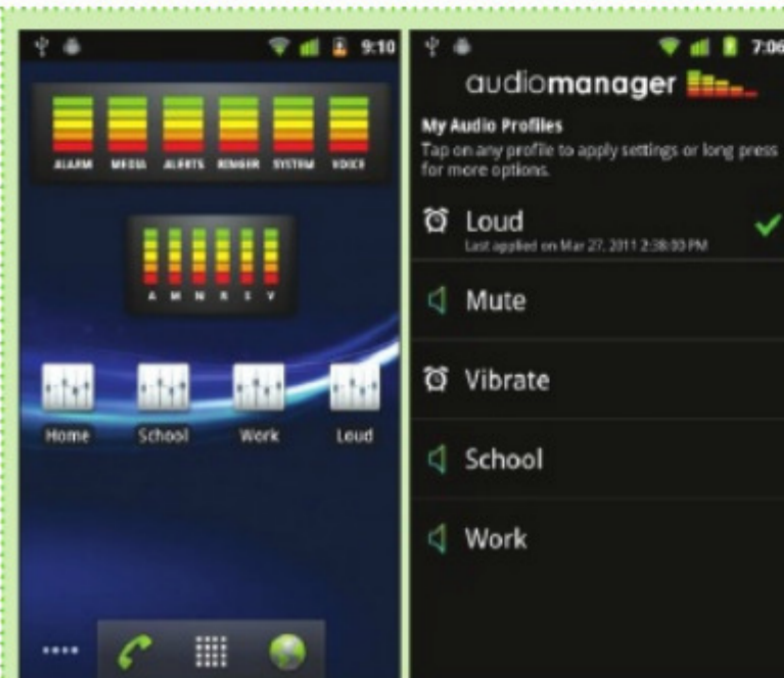 9:10
ALARM MEDIA ALERTS RINGER SYSTEM VOICE
A M N R S V
Home School Work Loud
7:06
audiomanager
My Audio Profiles
Tap on any profile to apply settings or long press
for more options.
Loud
Last applied on Mar 27, 2011 2:38:00 PM
Mute
Vibrate
School
Work